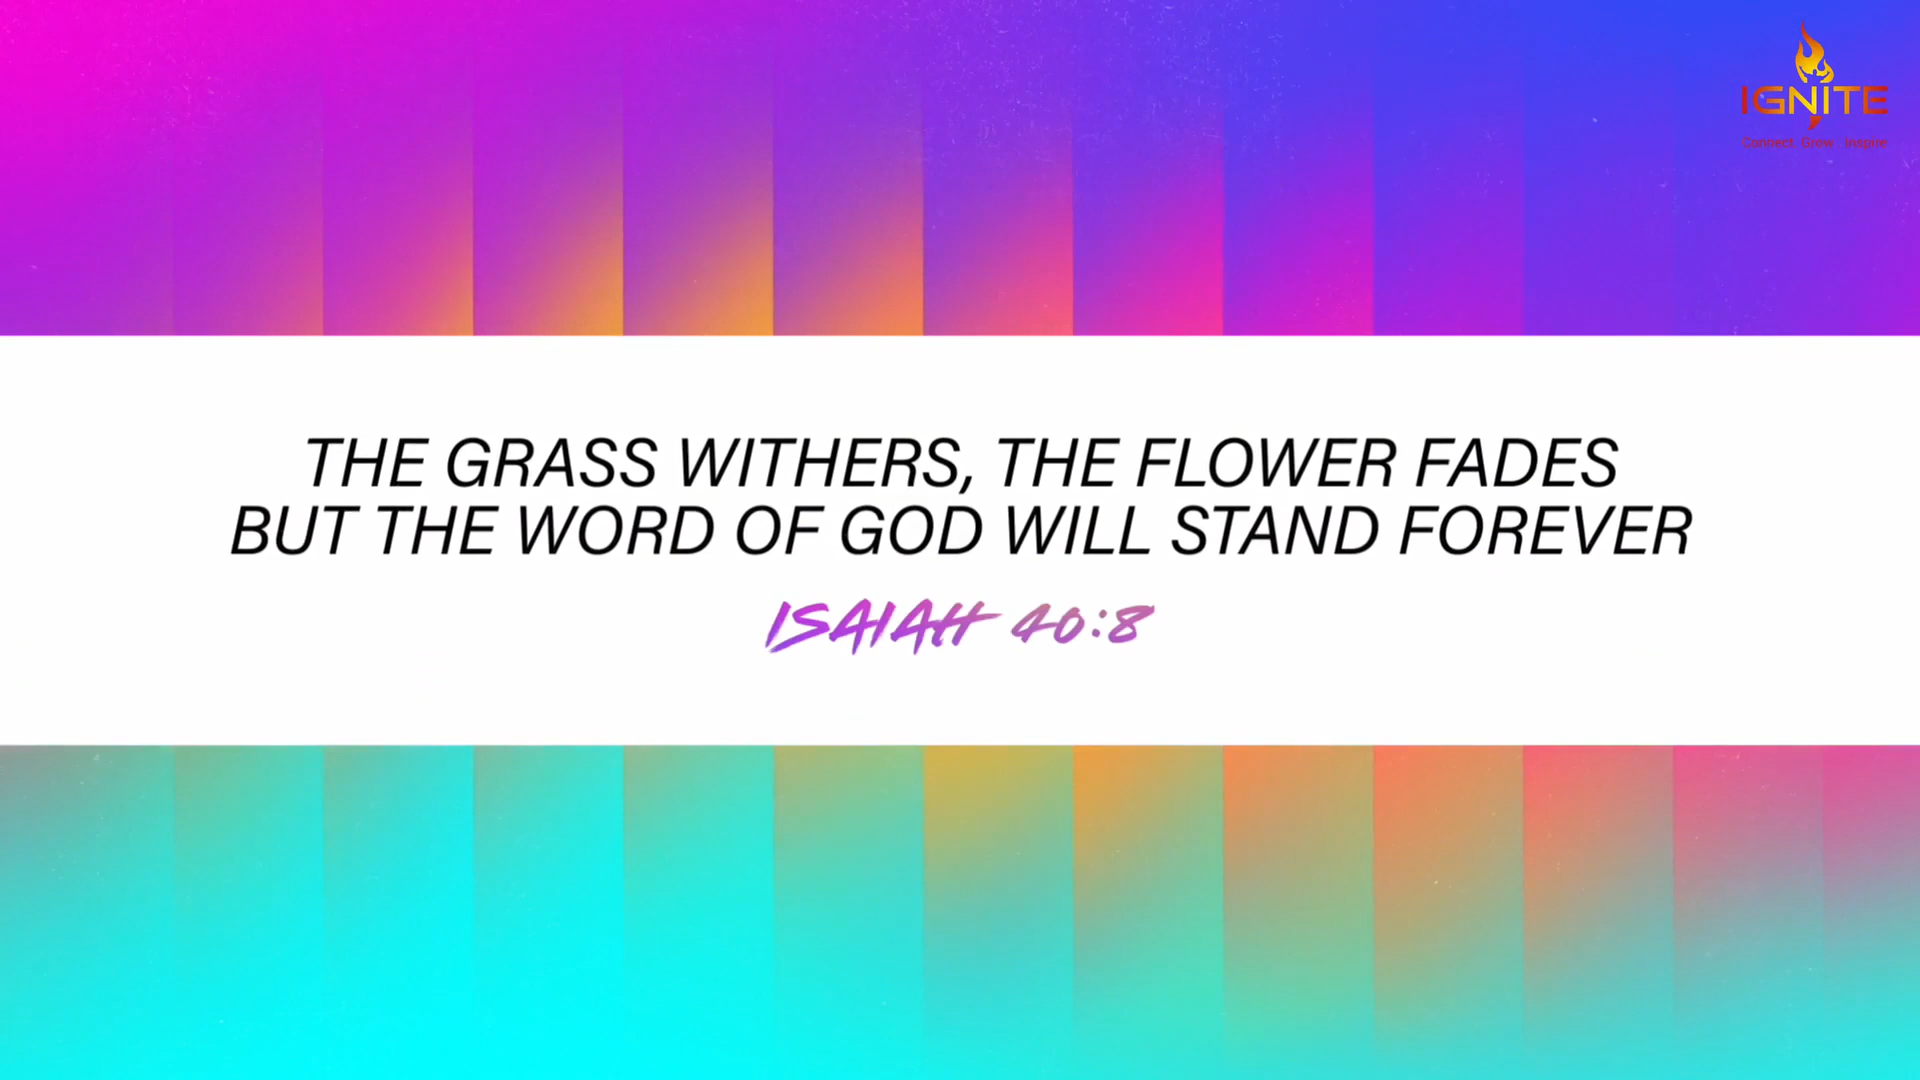 IGNITE
Connect . Grow . Inspire
THE GRASS WITHERS, THE FLOWER FADES
BUT THE WORD OF GOD WILL STAND FOREVER
ISAIAH 40:8